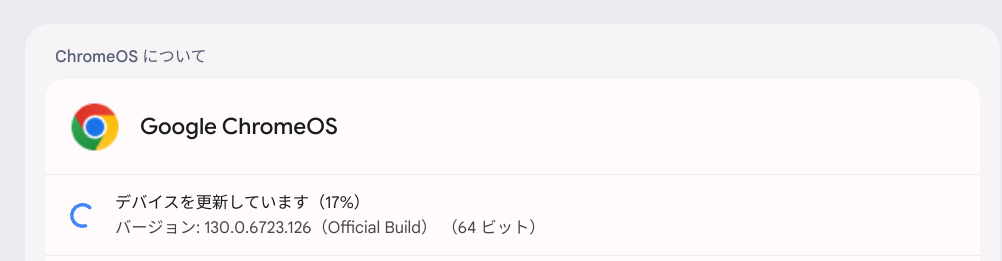 ChromeOS について
Google ChromeOS
デバイスを更新しています（17%）
バージョン: 130.0.6723.126（Official Build） （64 ビット）